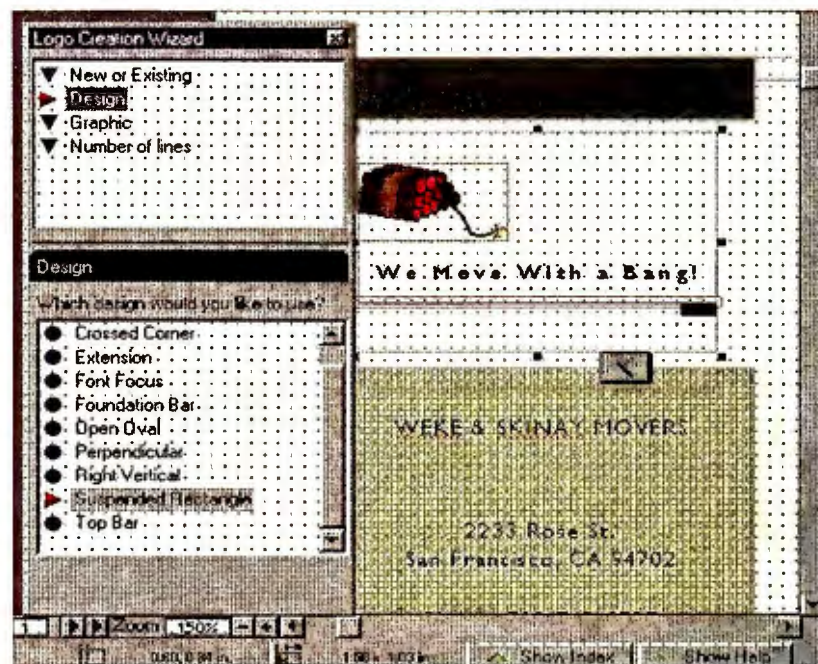 Logo Creation Wizard
New or Existing
Design
Graphic
Number of lines
Design
Which design would you like to use?
Crossed Corner
Extension
Font Focus
Foundation Bar
Open Oval
Perpendicular
Right Vertical
Suspended Rectangle
Top Bar
We Move With a Bang!
WEKE & SKINAY MOVERS
2233 Rose St.
San Francisco, CA 54702
1 Zoom 150%
Show Index Show Help